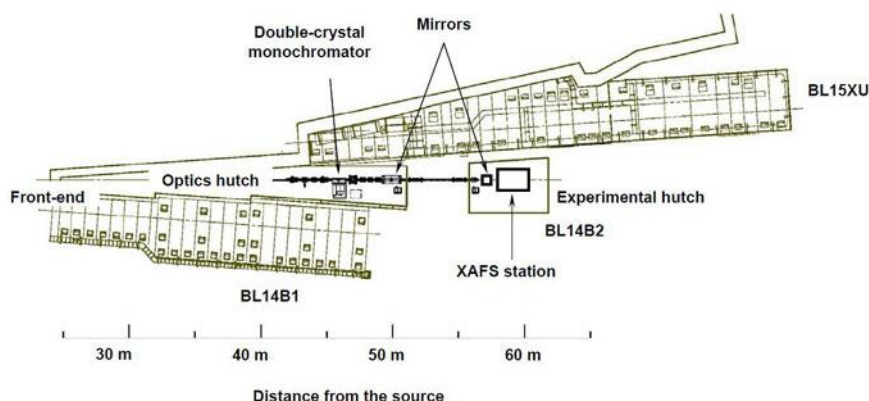 Mirrors
Double-crystal
monochromator
BL15XU
Optics hutch
Front-end
Experimental hutch
BL14B2
XAFS station
BL14B1
30 m
40 m
50 m
60 m
Distance from the source